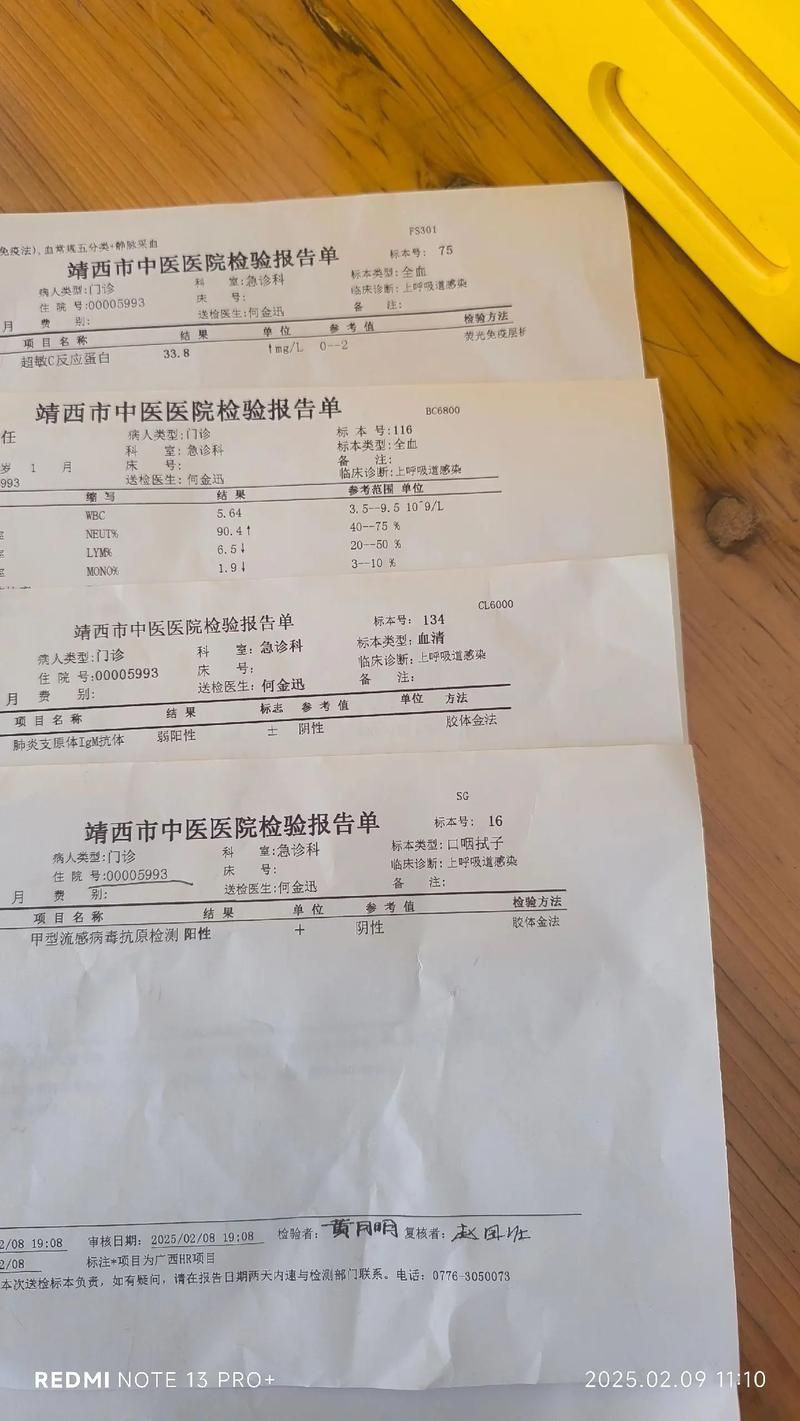 免疫法), 血常规五分类+静脉采血
FS301
靖西市中医医院检验报告单
标本号: 75
病人类型:门诊 科 室:急诊科 标本类型:全血
住 院 号:00005993 床 号: 临床诊断:上呼吸道感染
月 费 别: 送检医生:何金迅 备 注:
项 目 名 称 结 果 单 位 参 考 值 检验方法
超敏C反应蛋白 33.8 ↑mg/L 0--2 荧光免疫层析
靖西市中医医院检验报告单
BC6800
任 病人类型:门诊 标 本 号:116
科 室:急诊科 标本类型:全血
岁 1 月 床 号: 备 注:
993 送检医生:何金迅 临床诊断:上呼吸道感染
缩 写 结 果 参考范围 单位
WBC 5.64 3.5--9.5 10^9/L
NEUT% 90.4↑ 40--75 %
LYM% 6.5↓ 20--50 %
MONO% 1.9↓ 3--10 %
CL6000
靖西市中医医院检验报告单
标本号: 134
病人类型:门诊 科 室:急诊科 标本类型:血清
住 院 号:00005993 床 号: 临床诊断:上呼吸道感染
月 费 别: 送检医生:何金迅 备 注:
项 目 名 称 结 果 标志 参 考 值 单位 方法
肺炎支原体IgM抗体 弱阳性 ± 阴性 胶体金法
SG
靖西市中医医院检验报告单
标本号: 16
病人类型:门诊 科 室:急诊科 标本类型:口咽拭子
住 院 号:00005993 床 号: 临床诊断:上呼吸道感染
月 费 别: 送检医生:何金迅 备 注:
项 目 名 称 结 果 单 位 参 考 值 检验方法
甲型流感病毒抗原检测 阳性 + 阴性 胶体金法
2/08 19:08 审核日期: 2025/02/08 19:08 检验者: 黄月明 复核者:
2/08 标注*项目为广西HR项目
本次送检标本负责, 如有疑问, 请在报告日期两天内速与检测部门联系。电话: 0776-3050073
REDMI NOTE 13 PRO+
2025.02.09 11:10